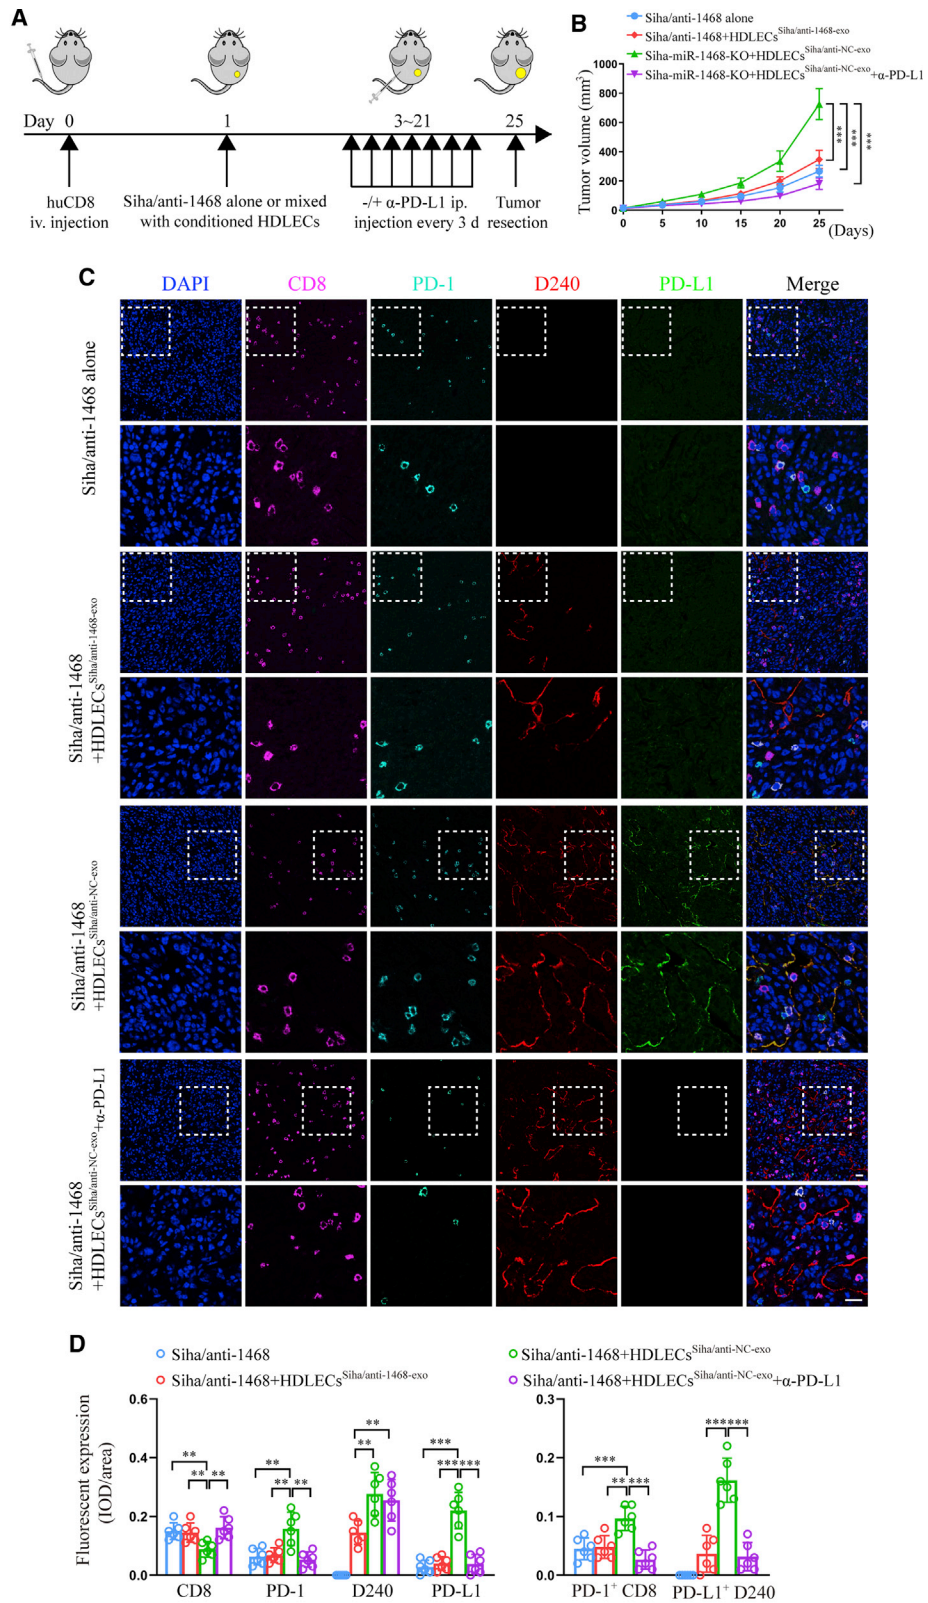 A
Day 0 1 3~21 25
huCD8
iv. injection
Siha/anti-1468 alone or mixed
with conditioned HDLECs
-/+ α-PD-L1 ip.
injection every 3 d
Tumor
resection
B
Siha/anti-1468 alone
Siha/anti-1468+HDLECsSiha/anti-1468-exo
Siha-miR-1468-KO+HDLECsSiha/anti-NC-exo
Siha-miR-1468-KO+HDLECsSiha/anti-NC-exo+α-PD-L1
Tumor volume (mm3)
1000
800
600
400
200
0
0 5 10 15 20 25
(Days)
***
***
***
C
DAPI CD8 PD-1 D240 PD-L1 Merge
Siha/anti-1468 alone
Siha/anti-1468
+HDLECsSiha/anti-1468-exo
Siha/anti-1468
+HDLECsSiha/anti-NC-exo
Siha/anti-1468
+HDLECsSiha/anti-NC-exo+α-PD-L1
D
Siha/anti-1468
Siha/anti-1468+HDLECsSiha/anti-1468-exo
Siha/anti-1468+HDLECsSiha/anti-NC-exo
Siha/anti-1468+HDLECsSiha/anti-NC-exo+α-PD-L1
Fluorescent expression
(IOD/area)
0.6
0.4
0.2
0.0
** ** **
** ** **
** **
*** *** ***
CD8 PD-1 D240 PD-L1
0.3
0.2
0.1
0.0
*** ** ***
*** ***
PD-1+ CD8 PD-L1+ D240